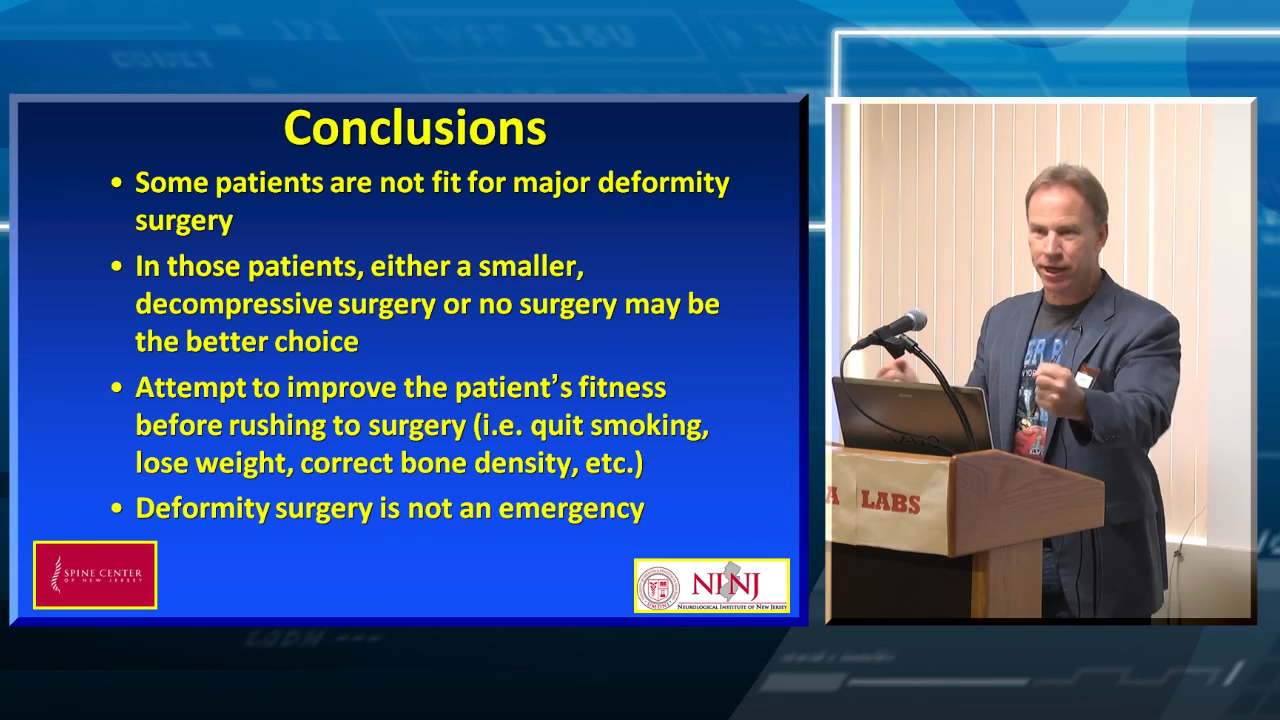 Conclusions
• Some patients are not fit for major deformity
surgery
• In those patients, either a smaller,
decompressive surgery or no surgery may be
the better choice
• Attempt to improve the patient’s fitness
before rushing to surgery (i.e. quit smoking,
lose weight, correct bone density, etc.)
• Deformity surgery is not an emergency
SPINE CENTER
OF NEW JERSEY
NINJ
NEUROLOGICAL INSTITUTE OF NEW JERSEY
VAIO
A LABS